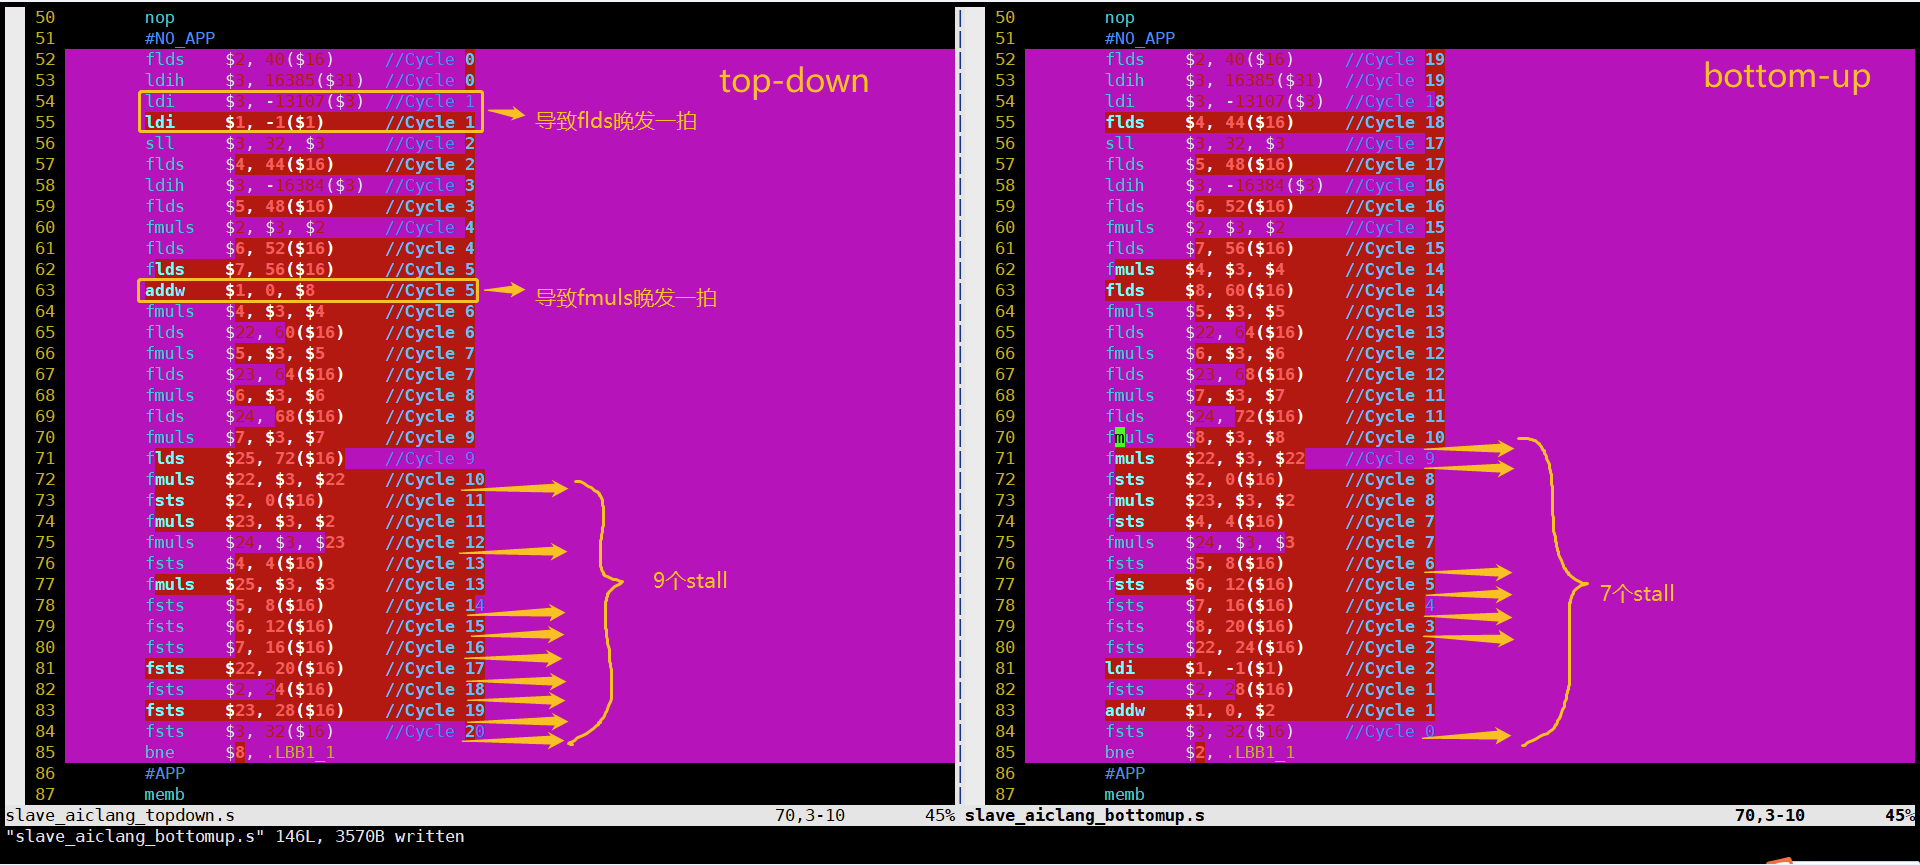 50 nop
51 #NO_APP
52 flds $2, 40($16) //Cycle 0
53 ldih $3, 16385($31) //Cycle 0
54 ldi $3, -13107($3) //Cycle 1
55 ldi $1, -1($1) //Cycle 1
56 sll $3, 32, $3 //Cycle 2
57 flds $4, 44($16) //Cycle 2
58 ldih $3, -16384($3) //Cycle 3
59 flds $5, 48($16) //Cycle 3
60 fmuls $2, $3, $2 //Cycle 4
61 flds $6, 52($16) //Cycle 4
62 flds $7, 56($16) //Cycle 5
63 addw $1, 0, $8 //Cycle 5
64 fmuls $4, $3, $4 //Cycle 6
65 flds $22, 60($16) //Cycle 6
66 fmuls $5, $3, $5 //Cycle 7
67 flds $23, 64($16) //Cycle 7
68 fmuls $6, $3, $6 //Cycle 8
69 flds $24, 68($16) //Cycle 8
70 fmuls $7, $3, $7 //Cycle 9
71 flds $25, 72($16) //Cycle 9
72 fmuls $22, $3, $22 //Cycle 10
73 fsts $2, 0($16) //Cycle 11
74 fmuls $23, $3, $2 //Cycle 11
75 fmuls $24, $3, $23 //Cycle 12
76 fsts $4, 4($16) //Cycle 13
77 fmuls $25, $3, $3 //Cycle 13
78 fsts $5, 8($16) //Cycle 14
79 fsts $6, 12($16) //Cycle 15
80 fsts $7, 16($16) //Cycle 16
81 fsts $22, 20($16) //Cycle 17
82 fsts $2, 24($16) //Cycle 18
83 fsts $23, 28($16) //Cycle 19
84 fsts $3, 32($16) //Cycle 20
85 bne $8, .LBB1_1
86 #APP
87 memb
top-down
导致flds晚发一拍
导致fmuls晚发一拍
9个stall
slave_aiclang_topdown.s 70,3-10 45%
50 nop
51 #NO_APP
52 flds $2, 40($16) //Cycle 19
53 ldih $3, 16385($31) //Cycle 19
54 ldi $3, -13107($3) //Cycle 18
55 flds $4, 44($16) //Cycle 18
56 sll $3, 32, $3 //Cycle 17
57 flds $5, 48($16) //Cycle 17
58 ldih $3, -16384($3) //Cycle 16
59 flds $6, 52($16) //Cycle 16
60 fmuls $2, $3, $2 //Cycle 15
61 flds $7, 56($16) //Cycle 15
62 fmuls $4, $3, $4 //Cycle 14
63 flds $8, 60($16) //Cycle 14
64 fmuls $5, $3, $5 //Cycle 13
65 flds $22, 64($16) //Cycle 13
66 fmuls $6, $3, $6 //Cycle 12
67 flds $23, 68($16) //Cycle 12
68 fmuls $7, $3, $7 //Cycle 11
69 flds $24, 72($16) //Cycle 11
70 fmuls $8, $3, $8 //Cycle 10
71 fmuls $22, $3, $22 //Cycle 9
72 fsts $2, 0($16) //Cycle 8
73 fmuls $23, $3, $2 //Cycle 8
74 fsts $4, 4($16) //Cycle 7
75 fmuls $24, $3, $3 //Cycle 7
76 fsts $5, 8($16) //Cycle 6
77 fsts $6, 12($16) //Cycle 5
78 fsts $7, 16($16) //Cycle 4
79 fsts $8, 20($16) //Cycle 3
80 fsts $22, 24($16) //Cycle 2
81 ldi $1, -1($1) //Cycle 2
82 fsts $2, 28($16) //Cycle 1
83 addw $1, 0, $2 //Cycle 1
84 fsts $3, 32($16) //Cycle 0
85 bne $2, .LBB1_1
86 #APP
87 memb
bottom-up
7个stall
slave_aiclang_bottomup.s 70,3-10 45%
"slave_aiclang_bottomup.s" 146L, 3570B written